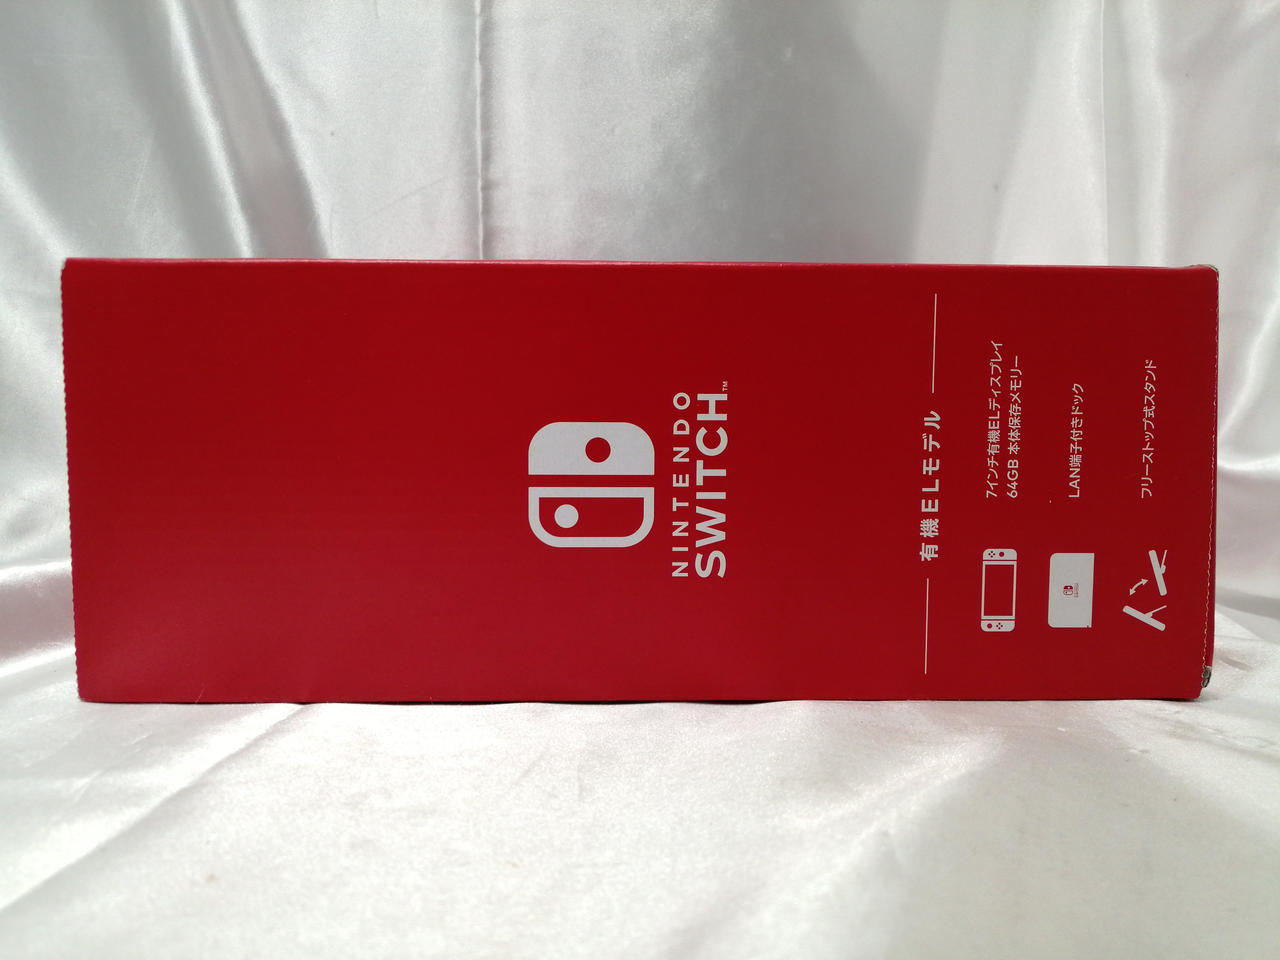 NINTENDO
SWITCH™
有機ELモデル
7インチ有機ELディスプレイ
64GB 本体保存メモリー
LAN端子付きドック
フリーストップ式スタンド